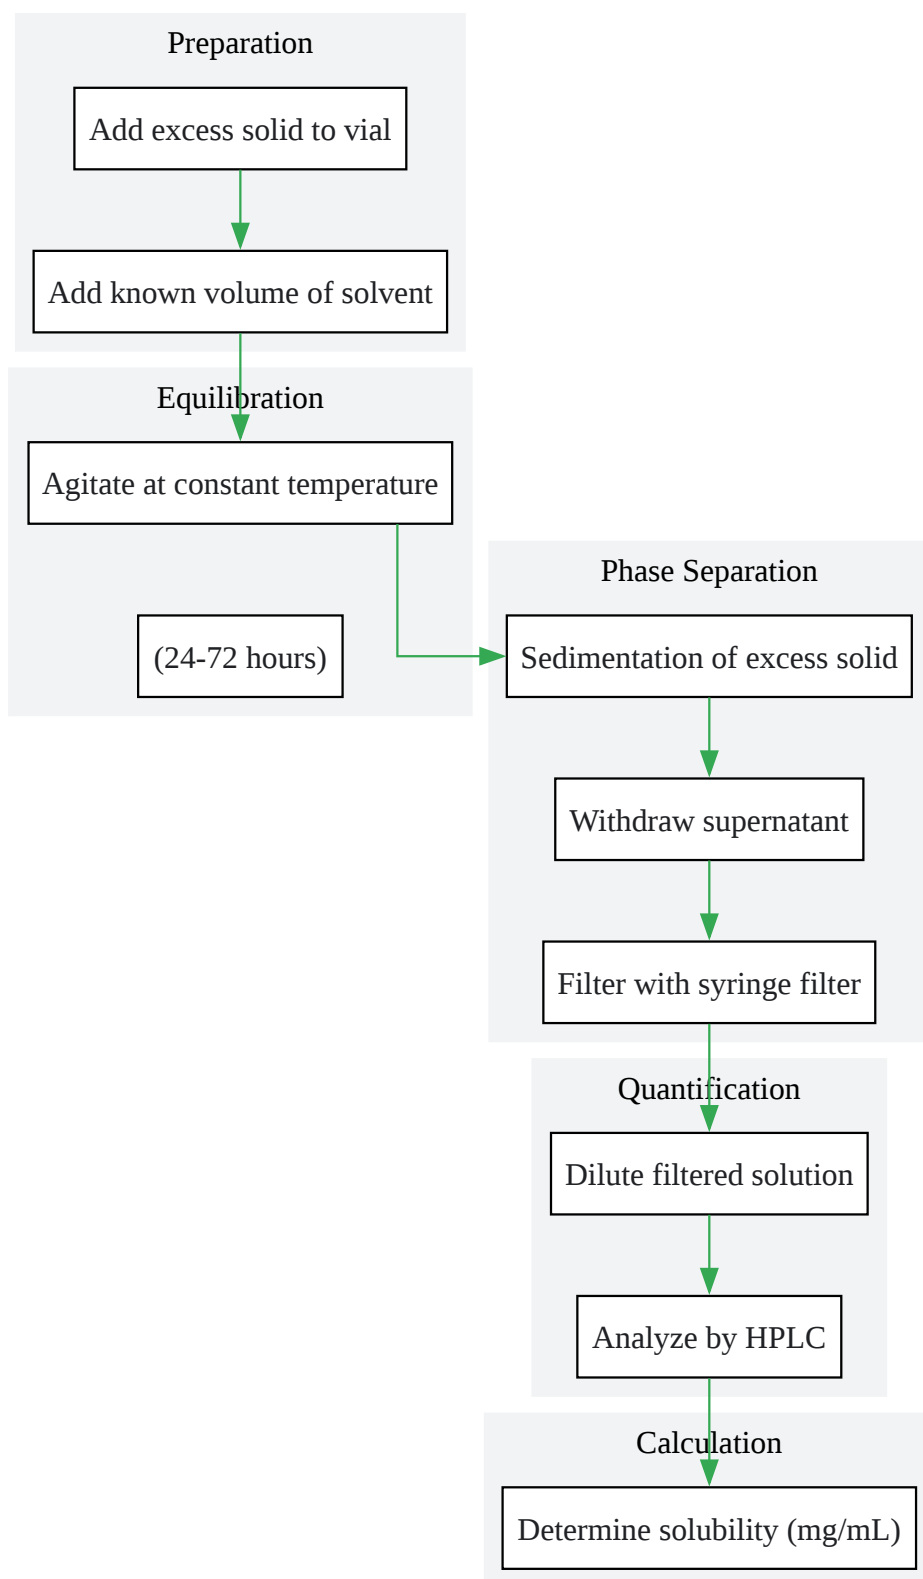 Preparation
Add excess solid to vial
Add known volume of solvent
Equilibration
Agitate at constant temperature
(24-72 hours)
Phase Separation
Sedimentation of excess solid
Withdraw supernatant
Filter with syringe filter
Quantification
Dilute filtered solution
Analyze by HPLC
Calculation
Determine solubility (mg/mL)